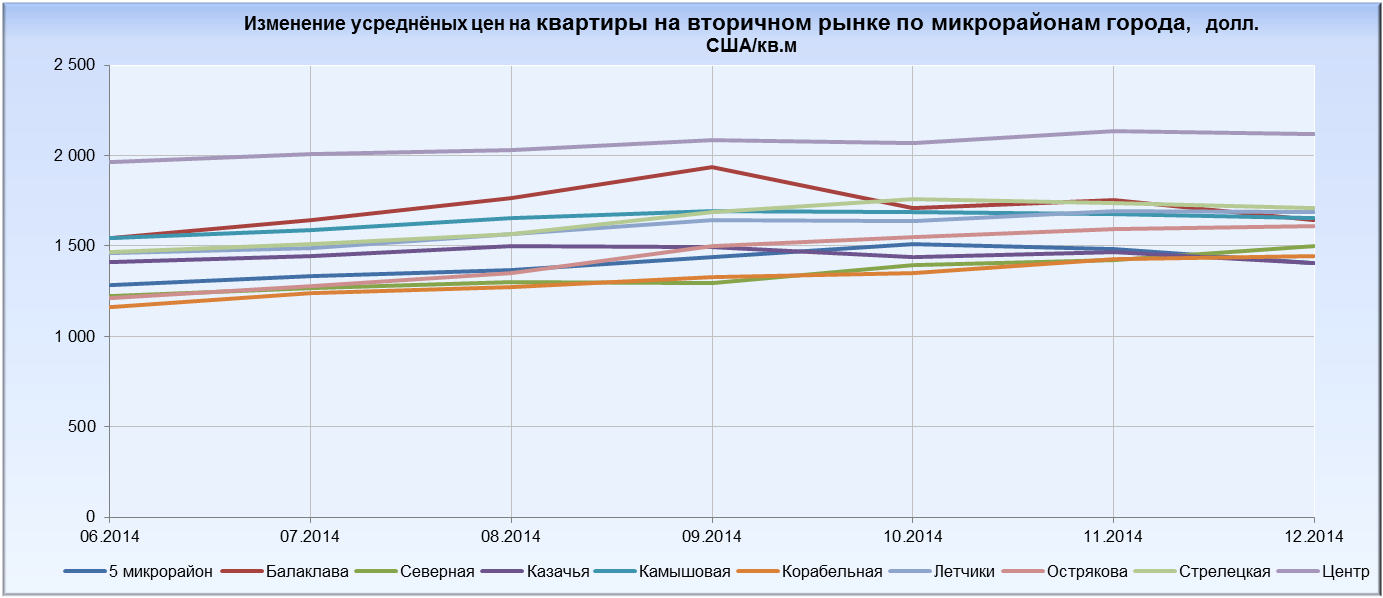 Изменение усреднёных цен на квартиры на вторичном рынке по микрорайонам города, долл.
США/кв.м
2 500
2 000
1 500
1 000
500
0
06.2014 07.2014 08.2014 09.2014 10.2014 11.2014 12.2014
5 микрорайон Балаклава Северная Казачья Камышовая Корабельная Летчики Острякова Стрелецкая Центр